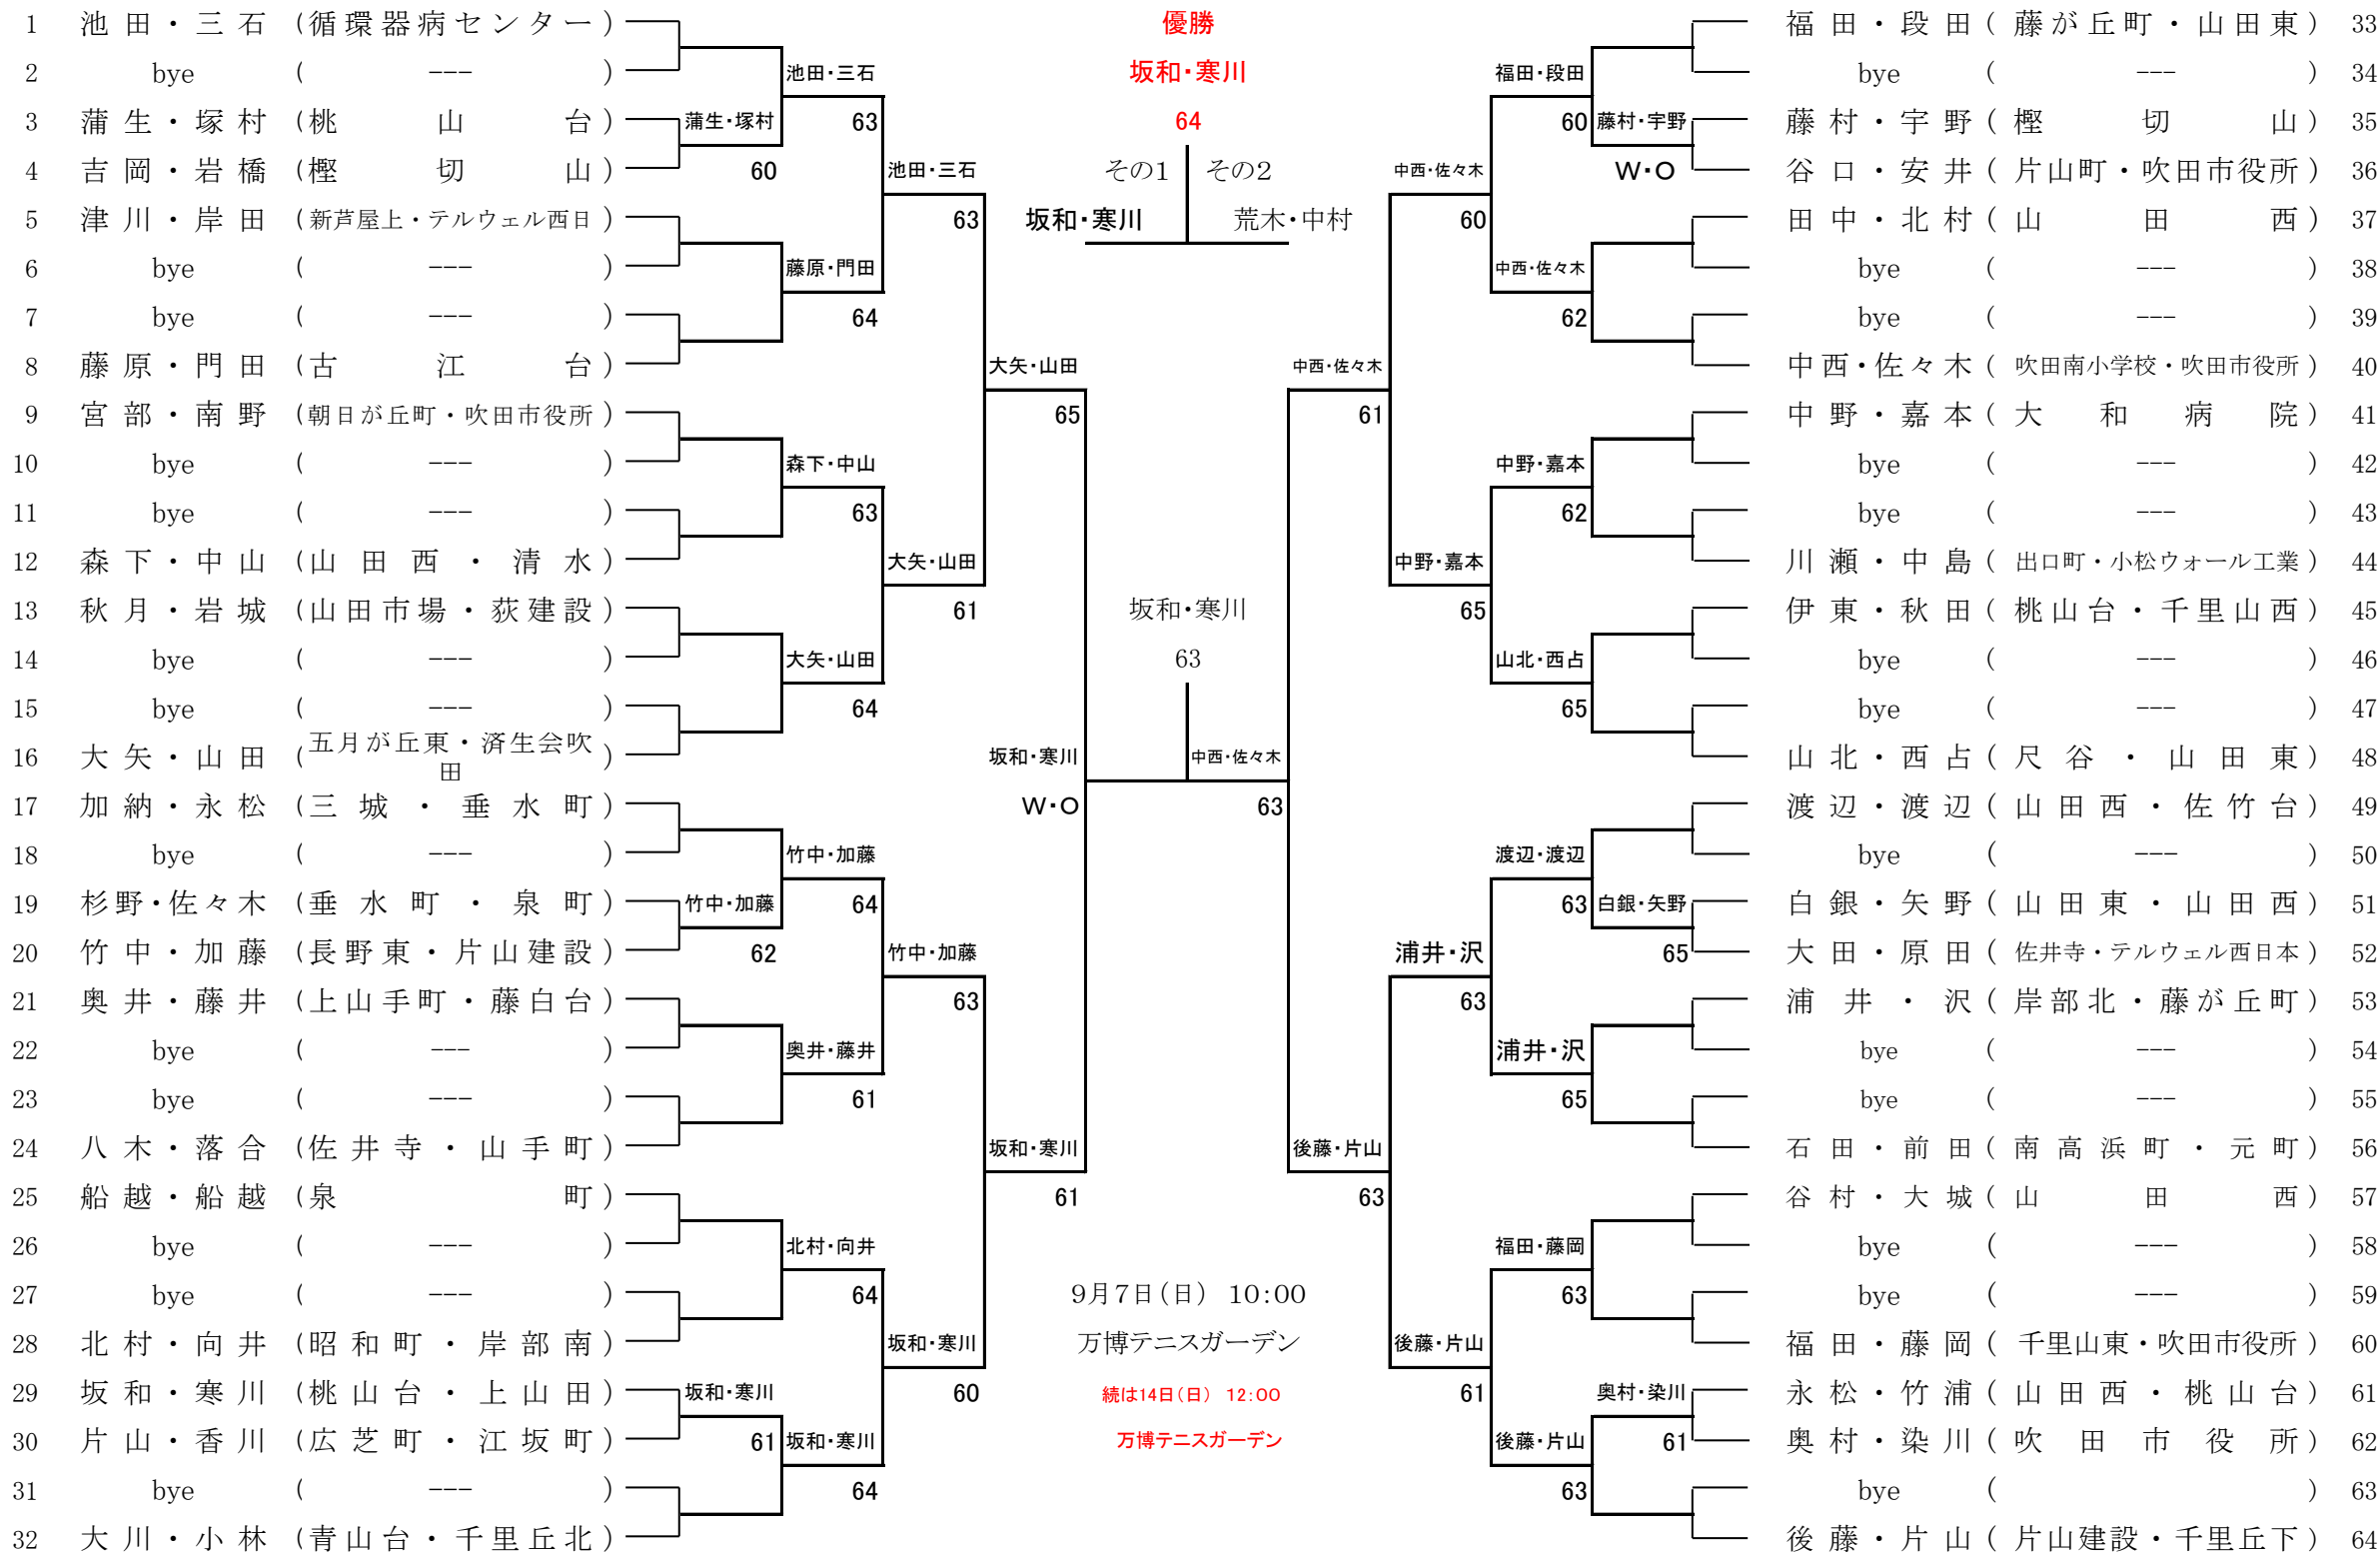 1 池田・三石 (循環器病センター)
2 bye ( --- )
3 蒲生・塚村 (桃山台)
4 吉岡・岩橋 (樫切山)
5 津川・岸田 (新芦屋上・テルウェル西日)
6 bye ( --- )
7 bye ( --- )
8 藤原・門田 (古江台)
9 宮部・南野 (朝日が丘町・吹田市役所)
10 bye ( --- )
11 bye ( --- )
12 森下・中山 (山田西・清水)
13 秋月・岩城 (山田市場・荻建設)
14 bye ( --- )
15 bye ( --- )
16 大矢・山田 (五月が丘東・済生会吹
田)
17 加納・永松 (三城・垂水町)
18 bye ( --- )
19 杉野・佐々木 (垂水町・泉町)
20 竹中・加藤 (長野東・片山建設)
21 奥井・藤井 (上山手町・藤白台)
22 bye ( --- )
23 bye ( --- )
24 八木・落合 (佐井寺・山手町)
25 船越・船越 (泉町)
26 bye ( --- )
27 bye ( --- )
28 北村・向井 (昭和町・岸部南)
29 坂和・寒川 (桃山台・上山田)
30 片山・香川 (広芝町・江坂町)
31 bye ( --- )
32 大川・小林 (青山台・千里丘北)
蒲生・塚村
60
竹中・加藤
62
坂和・寒川
61
池田・三石
63
藤原・門田
64
森下・中山
63
大矢・山田
64
竹中・加藤
64
奥井・藤井
61
北村・向井
64
坂和・寒川
64
池田・三石
63
大矢・山田
61
竹中・加藤
63
坂和・寒川
60
大矢・山田
65
坂和・寒川
61
坂和・寒川
W・O
優勝
坂和・寒川
64
その1 その2
坂和・寒川 荒木・中村
坂和・寒川
63
9月7日(日) 10:00
万博テニスガーデン
続は14日(日) 12:00
万博テニスガーデン
中西・佐々木
63
中西・佐々木
61
後藤・片山
63
中西・佐々木
60
中野・嘉本
65
浦井・沢
63
後藤・片山
61
福田・段田
60
中西・佐々木
62
中野・嘉本
62
山北・西占
65
渡辺・渡辺
63
浦井・沢
65
福田・藤岡
63
後藤・片山
63
藤村・宇野
W・O
白銀・矢野
65
奥村・染川
61
福田・段田 (藤が丘町・山田東) 33
bye ( --- ) 34
藤村・宇野 (樫切山) 35
谷口・安井 (片山町・吹田市役所) 36
田中・北村 (山田西) 37
bye ( --- ) 38
bye ( --- ) 39
中西・佐々木 (吹田南小学校・吹田市役所) 40
中野・嘉本 (大和病院) 41
bye ( --- ) 42
bye ( --- ) 43
川瀬・中島 (出口町・小松ウォール工業) 44
伊東・秋田 (桃山台・千里山西) 45
bye ( --- ) 46
bye ( --- ) 47
山北・西占 (尺谷・山田東) 48
渡辺・渡辺 (山田西・佐竹台) 49
bye ( --- ) 50
白銀・矢野 (山田東・山田西) 51
大田・原田 (佐井寺・テルウェル西日本) 52
浦井・沢 (岸部北・藤が丘町) 53
bye ( --- ) 54
bye ( --- ) 55
石田・前田 (南高浜町・元町) 56
谷村・大城 (山田西) 57
bye ( --- ) 58
bye ( --- ) 59
福田・藤岡 (千里山東・吹田市役所) 60
永松・竹浦 (山田西・桃山台) 61
奥村・染川 (吹田市役所) 62
bye ( ) 63
後藤・片山 (片山建設・千里丘下) 64